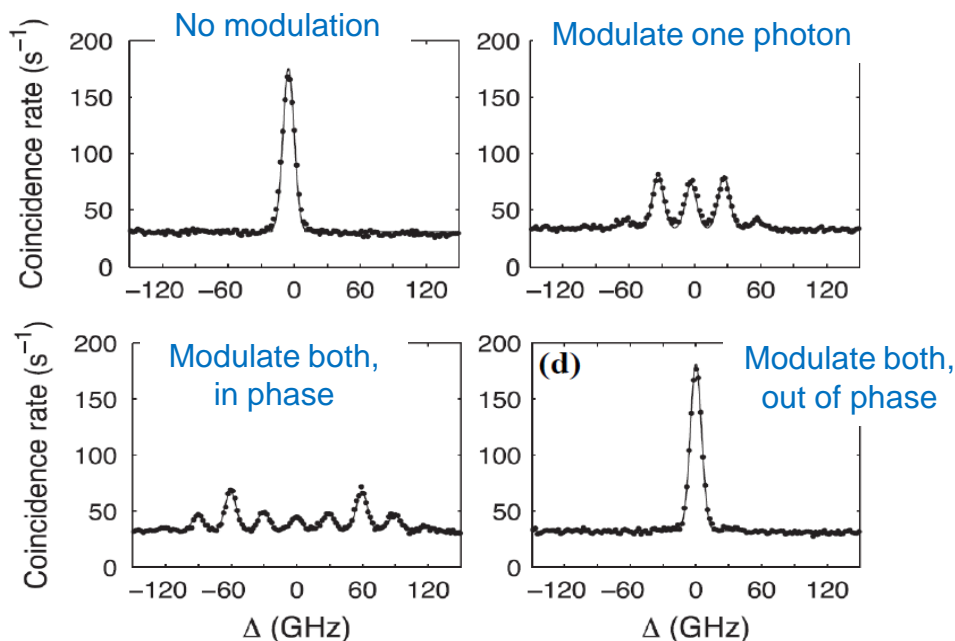 No modulation
Coincidence rate (s⁻¹)
200
150
100
50
0
−120 −60 0 60 120
Modulate one photon
200
150
100
50
0
−120 −60 0 60 120
Modulate both,
in phase
Coincidence rate (s⁻¹)
200
150
100
50
0
−120 −60 0 60 120
Δ (GHz)
(d)
Modulate both,
out of phase
200
150
100
50
0
−120 −60 0 60 120
Δ (GHz)